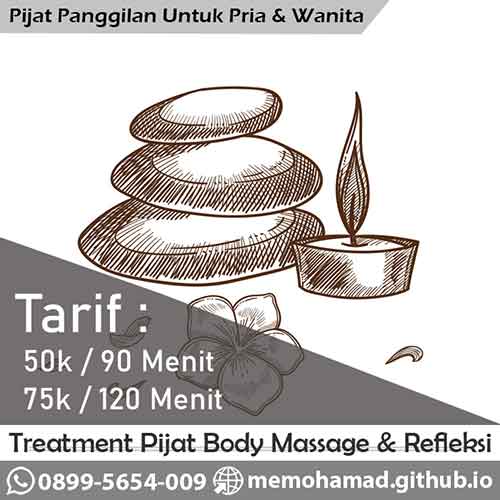 Pijat Panggilan Untuk Pria & Wanita
Tarif :
50k / 90 Menit
75k / 120 Menit
Treatment Pijat Body Massage & Refleksi
0899-5654-009 memohamad.github.io